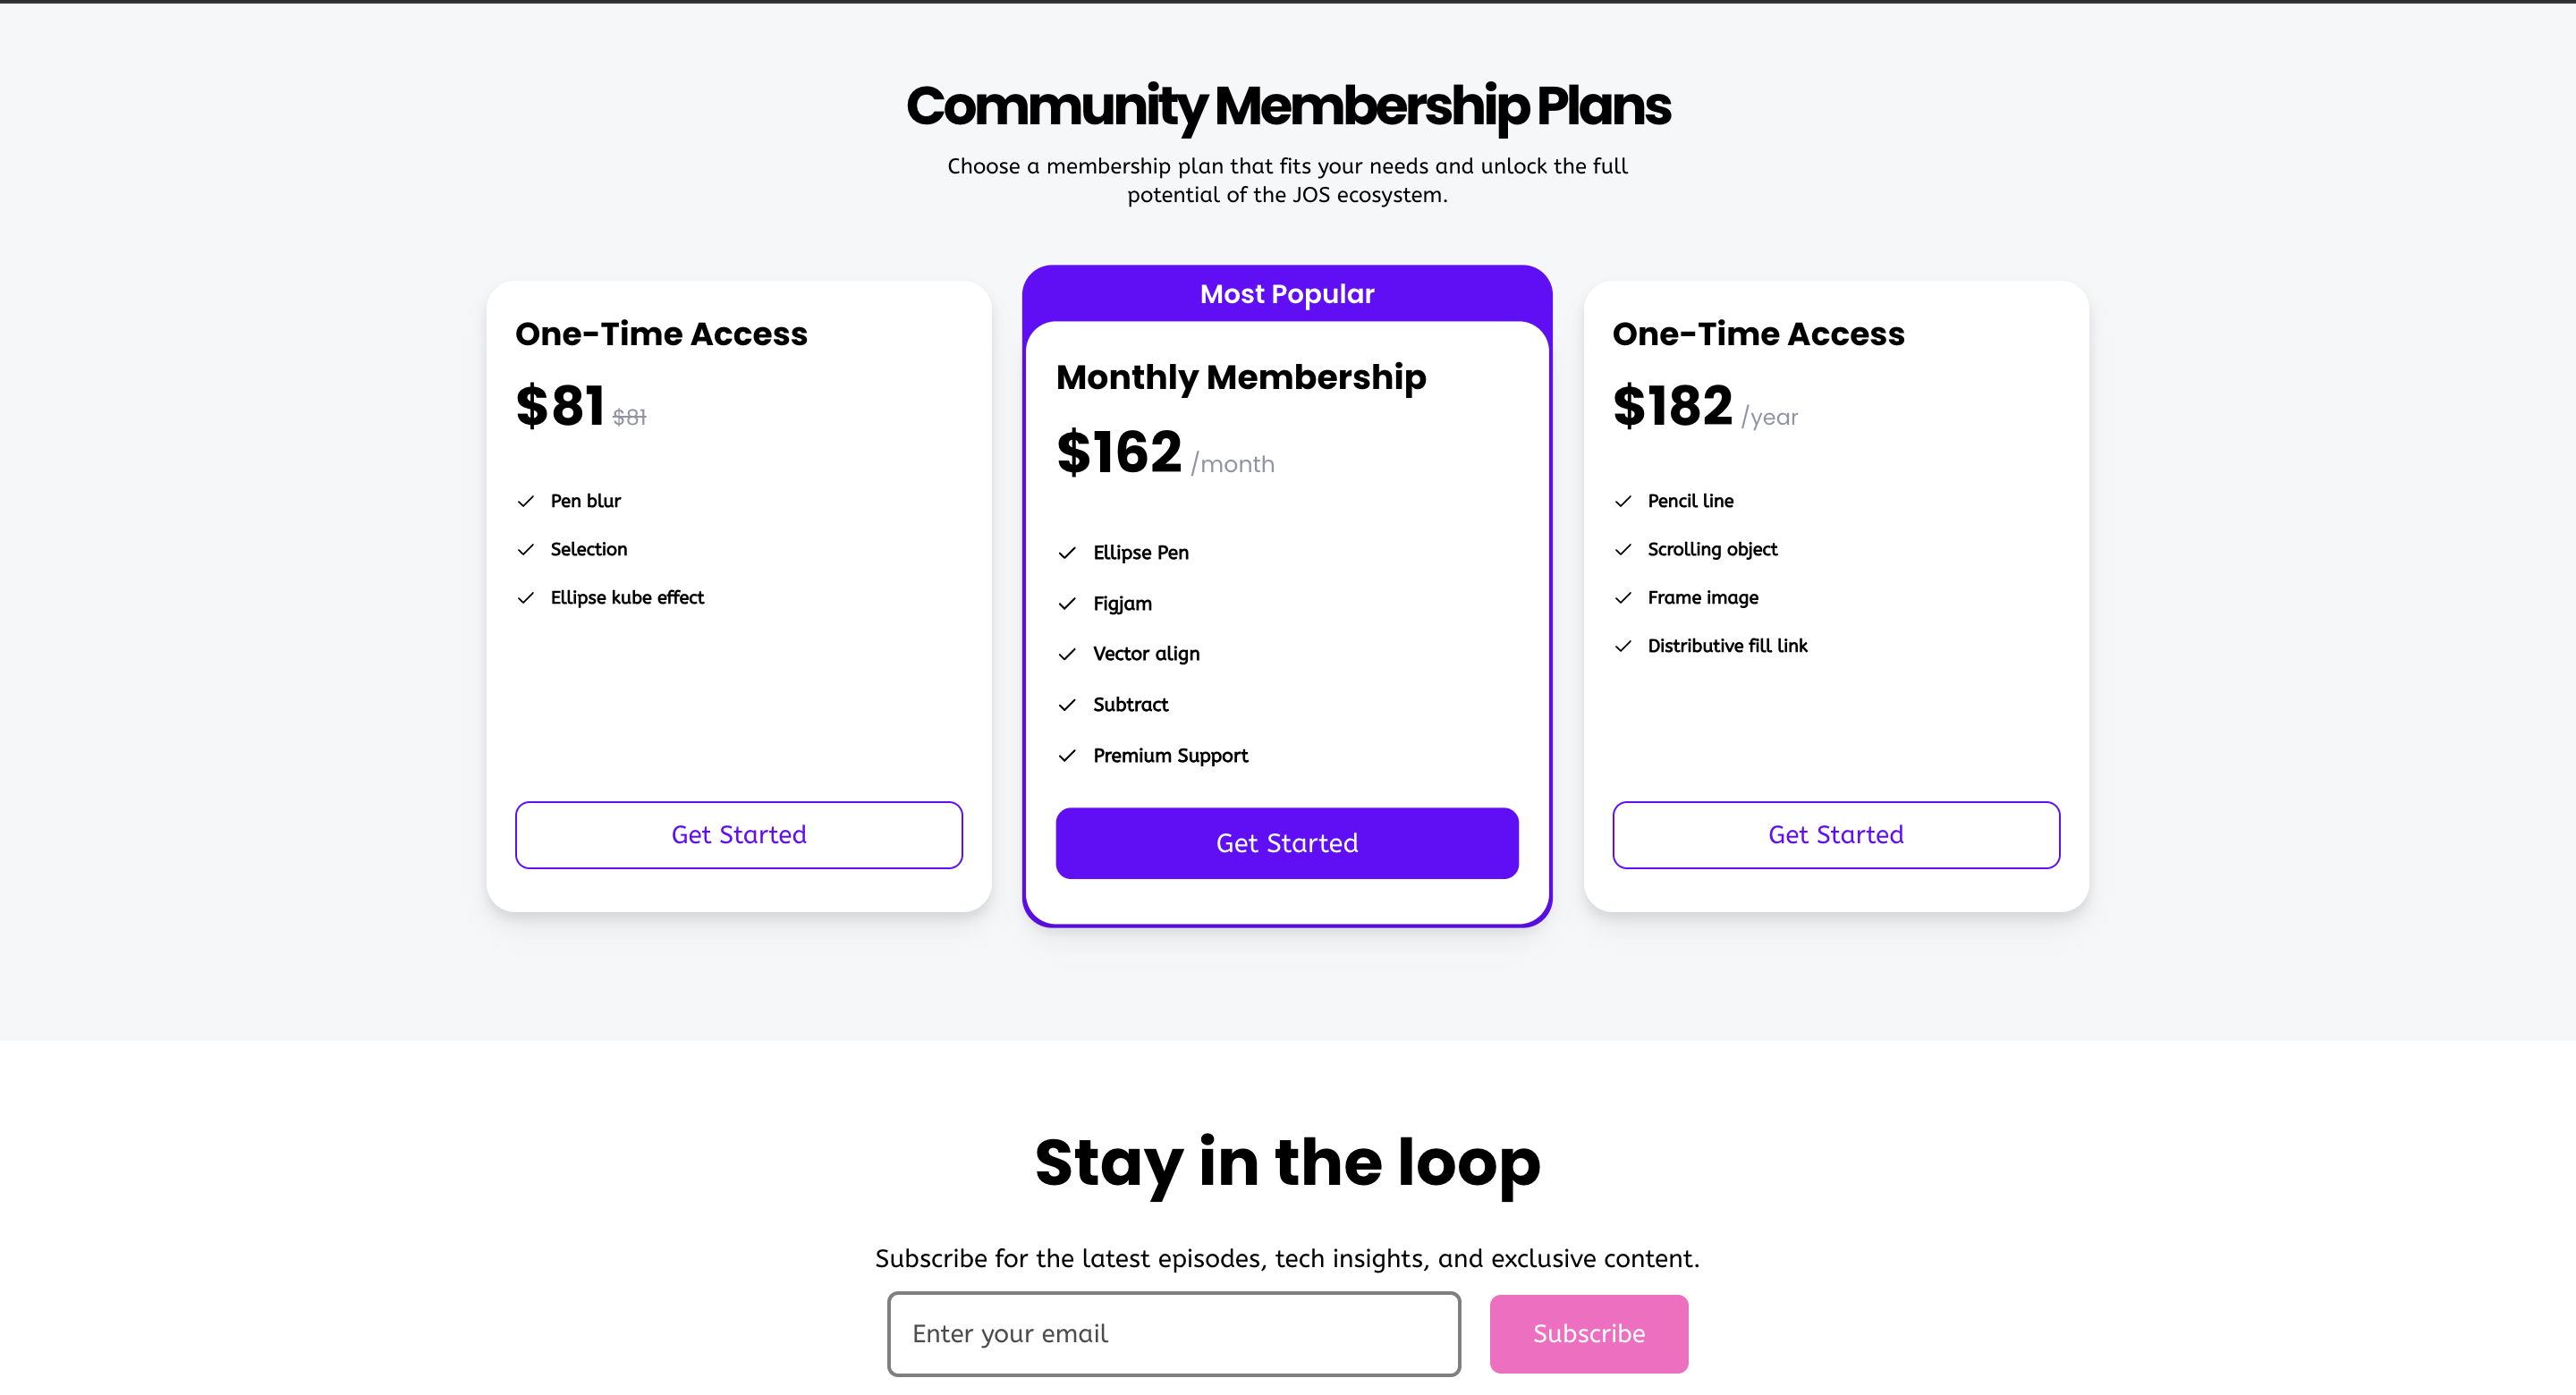 Community Membership Plans
Choose a membership plan that fits your needs and unlock the full
potential of the JOS ecosystem.
One-Time Access
$81 $81
Pen blur
Selection
Ellipse kube effect
Get Started
Most Popular
Monthly Membership
$162 /month
Ellipse Pen
Figjam
Vector align
Subtract
Premium Support
Get Started
One-Time Access
$182 /year
Pencil line
Scrolling object
Frame image
Distributive fill link
Get Started
Stay in the loop
Subscribe for the latest episodes, tech insights, and exclusive content.
Enter your email
Subscribe